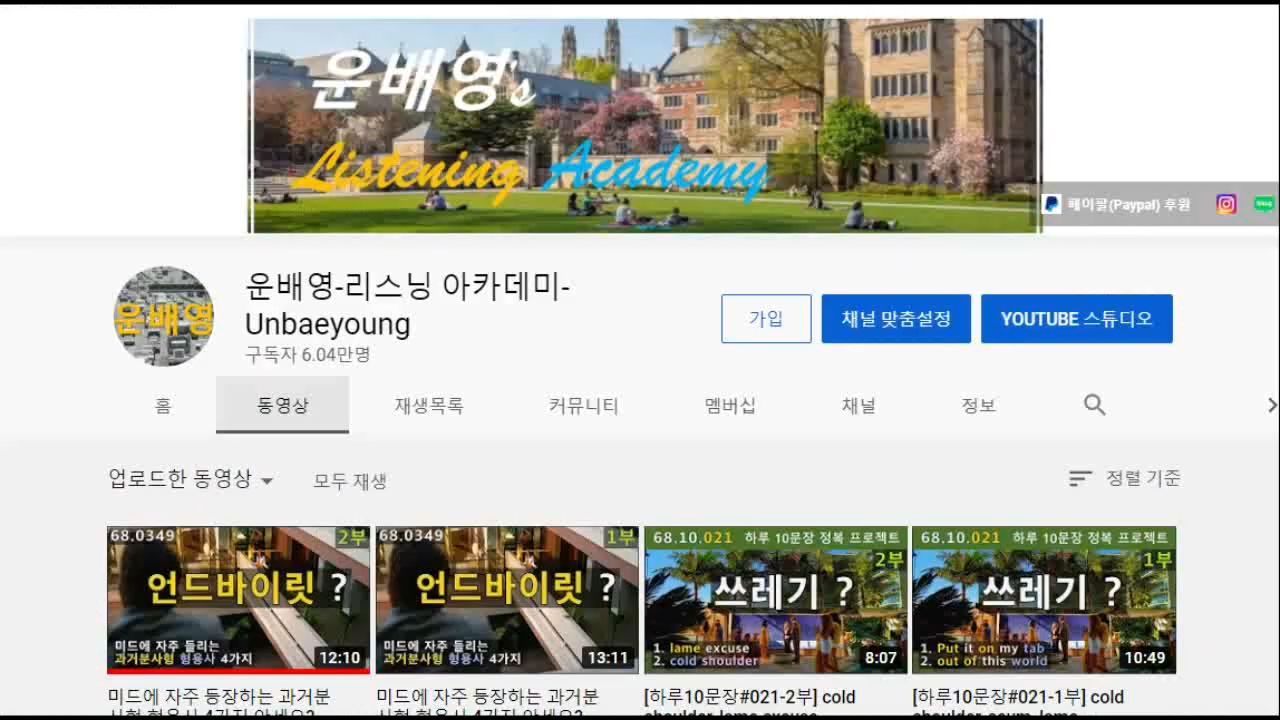 운배영's
Listening Academy
페이팔(Paypal) 후원
운배영
운배영-리스닝 아카데미-
Unbaeyoung
구독자 6.04만명
가입
채널 맞춤설정
YOUTUBE 스튜디오
홈
동영상
재생목록
커뮤니티
멤버십
채널
정보
업로드한 동영상
모두 재생
정렬 기준
68.0349
2부
언드바이릿 ?
미드에 자주 들리는
과거분사형 형용사 4가지
12:10
68.0349
1부
언드바이릿 ?
미드에 자주 들리는
과거분사형 형용사 4가지
13:11
68.10.021 하루 10문장 정복 프로젝트
2부
쓰레기 ?
1. lame excuse
2. cold shoulder
8:07
68.10.021 하루 10문장 정복 프로젝트
1부
쓰레기 ?
1. Put it on my tab
2. out of this world
10:49
미드에 자주 등장하는 과거분
미드에 자주 등장하는 과거분
[하루10문장#021-2부] cold
[하루10문장#021-1부] cold